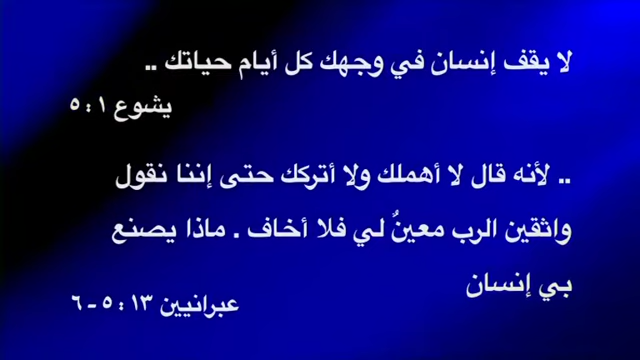 لا يقف إنسان في وجهك كل أيام حياتك ..
يشوع ١ : ٥
.. لأنه قال لا أهملك ولا أتركك حتى إننا نقول
واثقين الرب معينٌ لي فلا أخاف . ماذا يصنع
بي إنسان
عبرانيين ١٣ : ٥ - ٦